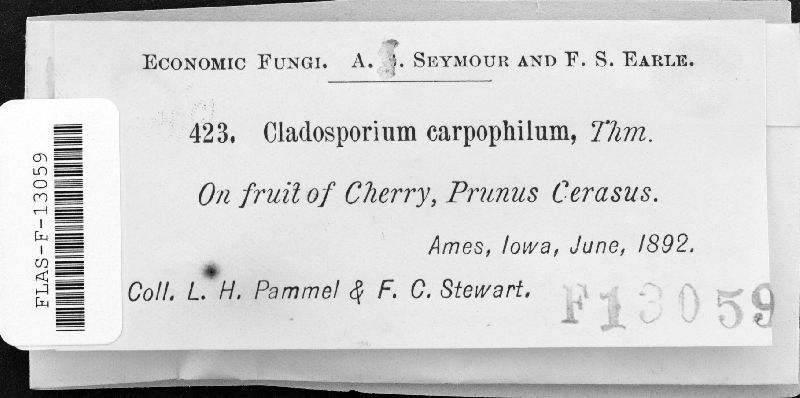 ECONOMIC FUNGI. A. . SEYMOUR AND F. S. EARLE.
423. Cladosporium carpophilum, Thm.
On fruit of Cherry, Prunus Cerasus.
Ames, Iowa, June, 1892.
Coll. L. H. Pammel & F. C. Stewart.
F13059
FLAS-F-13059